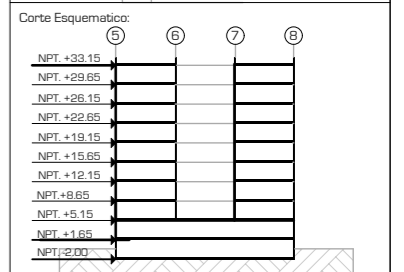 Corte Esquematico:
5 6 7 8
NPT. +33.15
NPT. +29.65
NPT. +26.15
NPT. +22.65
NPT. +19.15
NPT. +15.65
NPT. +12.15
NPT.+8.65
NPT. +5.15
NPT. +1.65
NPT. -2.00